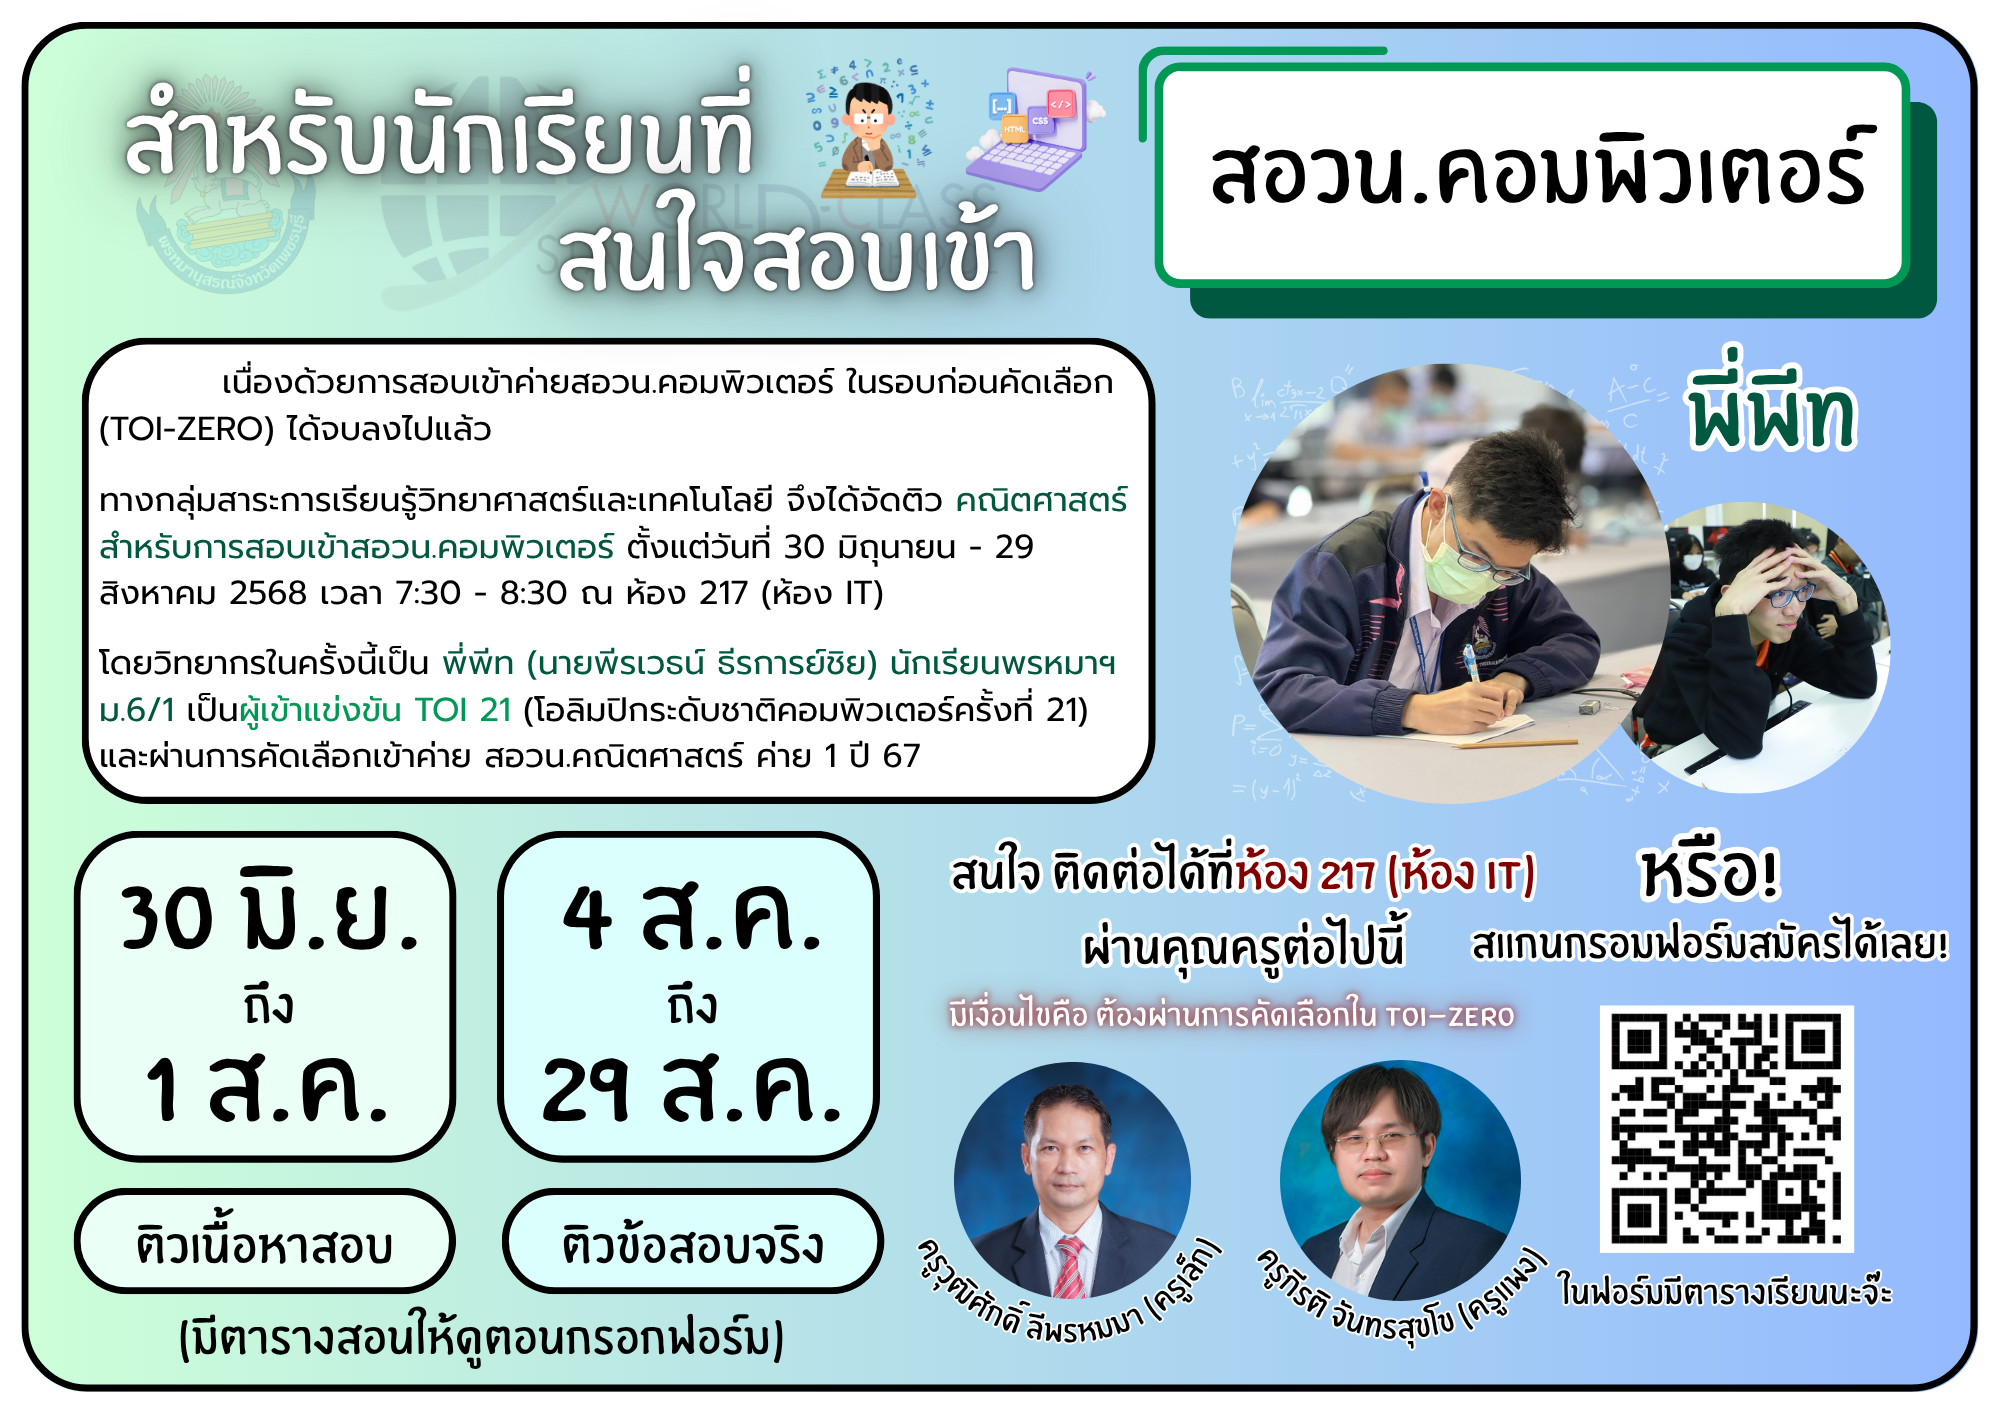 สำหรับนักเรียนที่
สนใจสอบเข้า
สอวน.คอมพิวเตอร์
พรหมานุสรณ์จังหวัดเพชรบุรี
WORLD-CLASS
HTML
CSS
</>
[...]
เนื่องด้วยการสอบเข้าค่ายสอวน.คอมพิวเตอร์ ในรอบก่อนคัดเลือก
(TOI-ZERO) ได้จบลงไปแล้ว
ทางกลุ่มสาระการเรียนรู้วิทยาศาสตร์และเทคโนโลยี จึงได้จัดติว คณิตศาสตร์
สำหรับการสอบเข้าสอวน.คอมพิวเตอร์ ตั้งแต่วันที่ 30 มิถุนายน - 29
สิงหาคม 2568 เวลา 7:30 - 8:30 ณ ห้อง 217 (ห้อง IT)
โดยวิทยากรในครั้งนี้เป็น พี่พีท (นายพีรเวธน์ ธีรการย์ชิย) นักเรียนพรหมาฯ
ม.6/1 เป็นผู้เข้าแข่งขัน TOI 21 (โอลิมปิกระดับชาติคอมพิวเตอร์ครั้งที่ 21)
และผ่านการคัดเลือกเข้าค่าย สอวน.คณิตศาสตร์ ค่าย 1 ปี 67
พี่พีท
30 มิ.ย.
ถึง
1 ส.ค.
ติวเนื้อหาสอบ
4 ส.ค.
ถึง
29 ส.ค.
ติวข้อสอบจริง
(มีตารางสอนให้ดูตอนกรอกฟอร์ม)
สนใจ ติดต่อได้ที่ห้อง 217 (ห้อง IT)
ผ่านคุณครูต่อไปนี้
มีเงื่อนไขคือ ต้องผ่านการคัดเลือกใน TOI-ZERO
ครูวุฒิศักดิ์ ลีพรหมมา (ครูเล็ก)
ครูกีรติ จันทรสุขโข (ครูแพง)
หรือ!
สแกนกรอมฟอร์มสมัครได้เลย!
ในฟอร์มมีตารางเรียนนะจ๊ะ